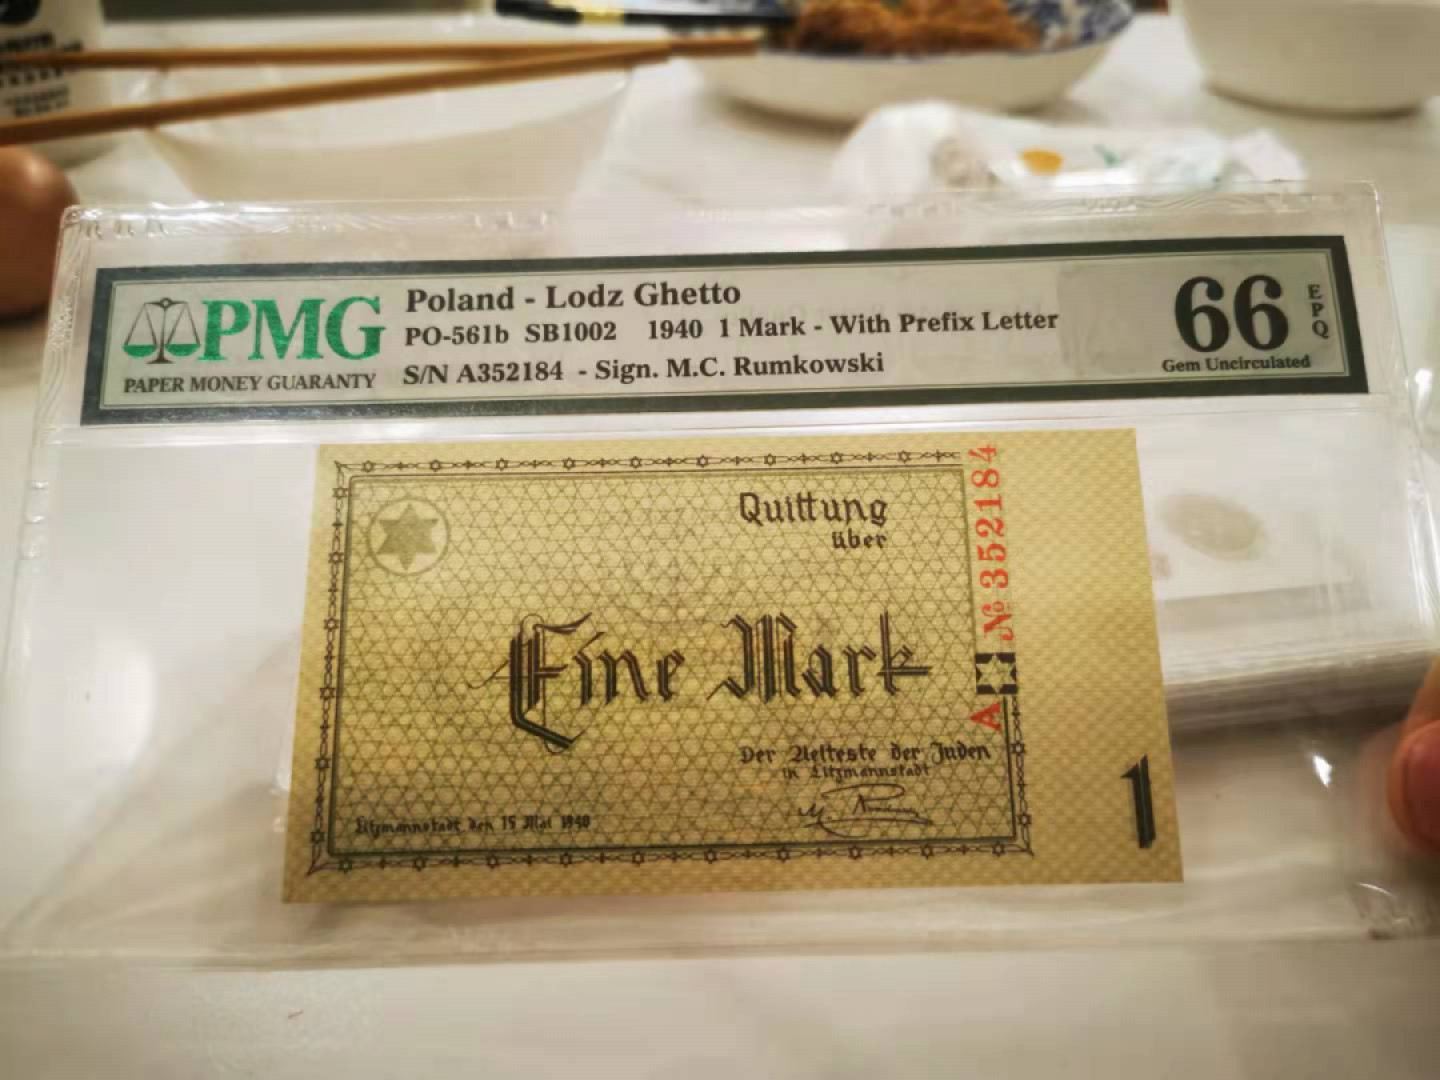 PMG
PAPER MONEY GUARANTY
Poland - Lodz Ghetto
PO-561b SB1002 1940 1 Mark - With Prefix Letter
S/N A352184 - Sign. M.C. Rumkowski
66 EPQ
Gem Uncirculated
Quittung
über
Eine Mark
Der Aelteste der Juden
in Litzmannstadt
Litzmannstadt, den 15 Mai 1940
A № 352184
1